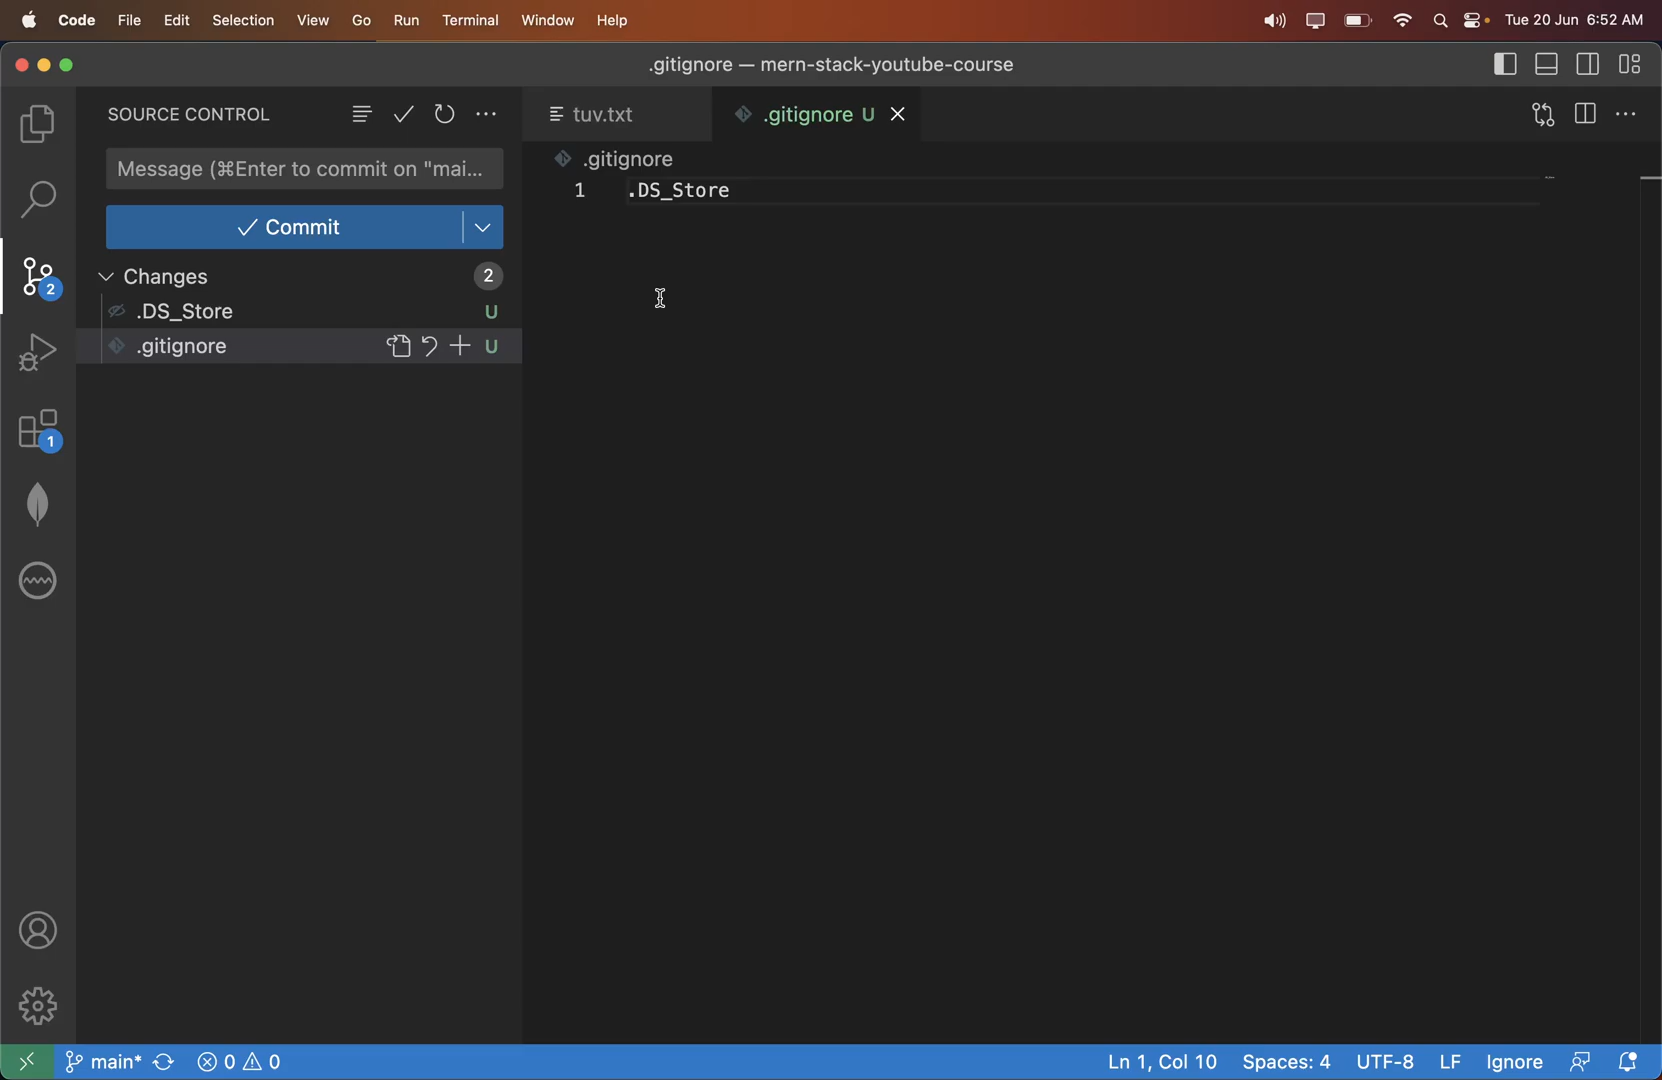 Code File Edit Selection View Go Run Terminal Window Help Tue 20 Jun 6:52 AM
.gitignore — mern-stack-youtube-course
SOURCE CONTROL
tuv.txt .gitignore U
Message (⌘Enter to commit on "mai...
.gitignore
1 .DS_Store
Commit
Changes 2
.DS_Store U
.gitignore U
2
1
main* 0 0 Ln 1, Col 10 Spaces: 4 UTF-8 LF Ignore